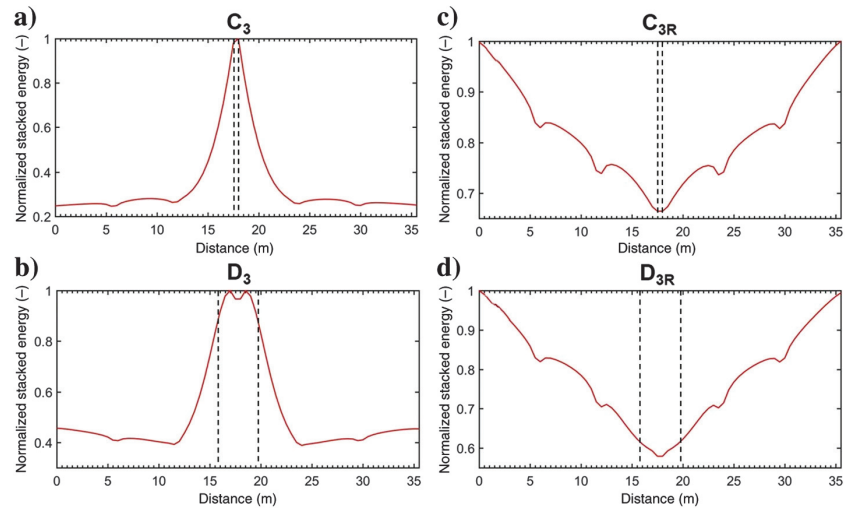 a)
C3
Normalized stacked energy (–)
1
0.8
0.6
0.4
0.2
0 5 10 15 20 25 30 35
Distance (m)
c)
C3R
Normalized stacked energy (–)
1
0.9
0.8
0.7
0 5 10 15 20 25 30 35
Distance (m)
b)
D3
Normalized stacked energy (–)
1
0.8
0.6
0.4
0 5 10 15 20 25 30 35
Distance (m)
d)
D3R
Normalized stacked energy (–)
1
0.9
0.8
0.7
0.6
0 5 10 15 20 25 30 35
Distance (m)